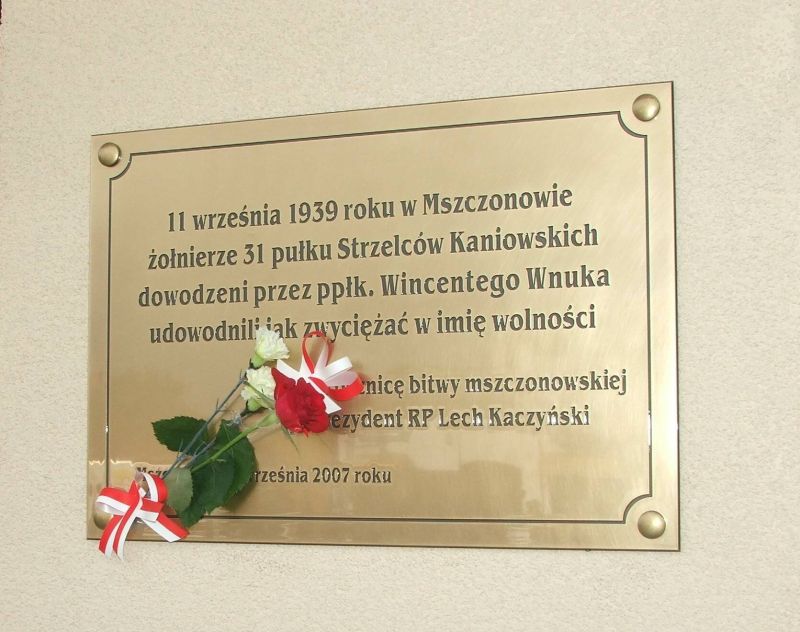 11 września 1939 roku w Mszczonowie
żołnierze 31 pułku Strzelców Kaniowskich
dowodzeni przez ppłk. Wincentego Wnuka
udowodnili jak zwyciężać w imię wolności
bitwy mszczonowskiej
RP Lech Kaczyński
września 2007 roku